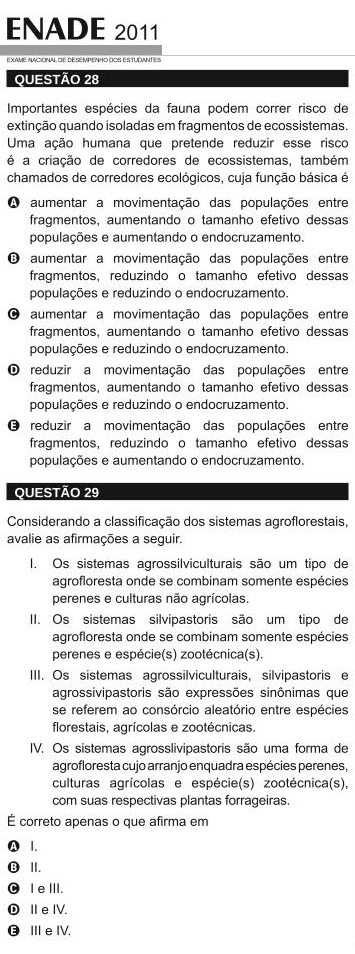 ENADE 2011
EXAME NACIONAL DE DESEMPENHO DOS ESTUDANTES
QUESTÃO 28
Importantes espécies da fauna podem correr risco de
extinção quando isoladas em fragmentos de ecossistemas.
Uma ação humana que pretende reduzir esse risco
é a criação de corredores de ecossistemas, também
chamados de corredores ecológicos, cuja função básica é
A aumentar a movimentação das populações entre
fragmentos, aumentando o tamanho efetivo dessas
populações e aumentando o endocruzamento.
B aumentar a movimentação das populações entre
fragmentos, reduzindo o tamanho efetivo dessas
populações e reduzindo o endocruzamento.
C aumentar a movimentação das populações entre
fragmentos, aumentando o tamanho efetivo dessas
populações e reduzindo o endocruzamento.
D reduzir a movimentação das populações entre
fragmentos, aumentando o tamanho efetivo dessas
populações e reduzindo o endocruzamento.
E reduzir a movimentação das populações entre
fragmentos, reduzindo o tamanho efetivo dessas
populações e aumentando o endocruzamento.
QUESTÃO 29
Considerando a classificação dos sistemas agroflorestais,
avalie as afirmações a seguir.
I. Os sistemas agrossilviculturais são um tipo de
agrofloresta onde se combinam somente espécies
perenes e culturas não agrícolas.
II. Os sistemas silvipastoris são um tipo de
agrofloresta onde se combinam somente espécies
perenes e espécie(s) zootécnica(s).
III. Os sistemas agrossilviculturais, silvipastoris e
agrossivipastoris são expressões sinônimas que
se referem ao consórcio aleatório entre espécies
florestais, agrícolas e zootécnicas.
IV. Os sistemas agrosslivipastoris são uma forma de
agrofloresta cujo arranjo enquadra espécies perenes,
culturas agrícolas e espécie(s) zootécnica(s),
com suas respectivas plantas forrageiras.
É correto apenas o que afirma em
A I.
B II.
C I e III.
D II e IV.
E III e IV.